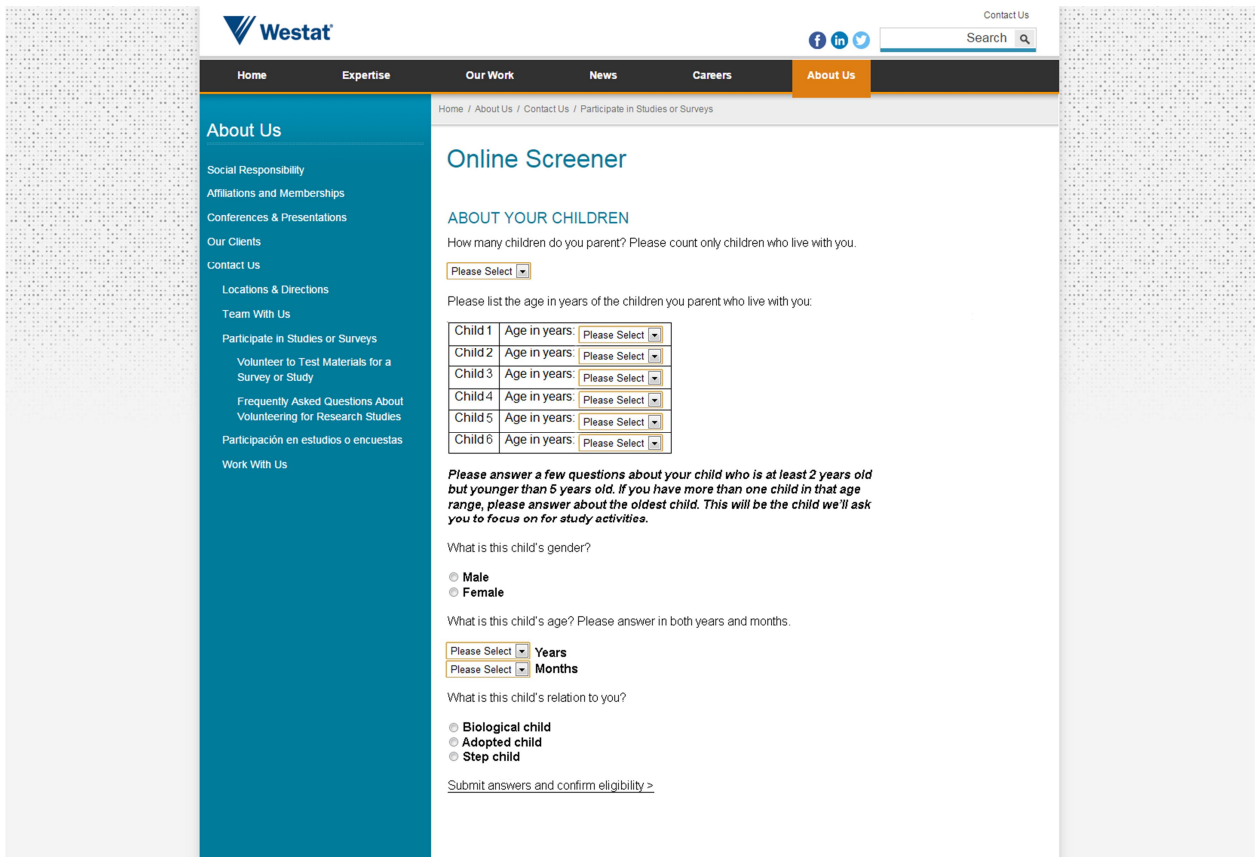 Contact Us
Westat
Search
Home Expertise Our Work News Careers About Us
Home / About Us / Contact Us / Participate in Studies or Surveys
About Us
Social Responsibility
Affiliations and Memberships
Conferences & Presentations
Our Clients
Contact Us
Locations & Directions
Team With Us
Participate in Studies or Surveys
Volunteer to Test Materials for a
Survey or Study
Frequently Asked Questions About
Volunteering for Research Studies
Participación en estudios o encuestas
Work With Us
Online Screener
ABOUT YOUR CHILDREN
How many children do you parent? Please count only children who live with you.
Please Select
Please list the age in years of the children you parent who live with you:
Child 1 Age in years: Please Select
Child 2 Age in years: Please Select
Child 3 Age in years: Please Select
Child 4 Age in years: Please Select
Child 5 Age in years: Please Select
Child 6 Age in years: Please Select
Please answer a few questions about your child who is at least 2 years old
but younger than 5 years old. If you have more than one child in that age
range, please answer about the oldest child. This will be the child we'll ask
you to focus on for study activities.
What is this child's gender?
Male
Female
What is this child's age? Please answer in both years and months.
Please Select Years
Please Select Months
What is this child's relation to you?
Biological child
Adopted child
Step child
Submit answers and confirm eligibility >